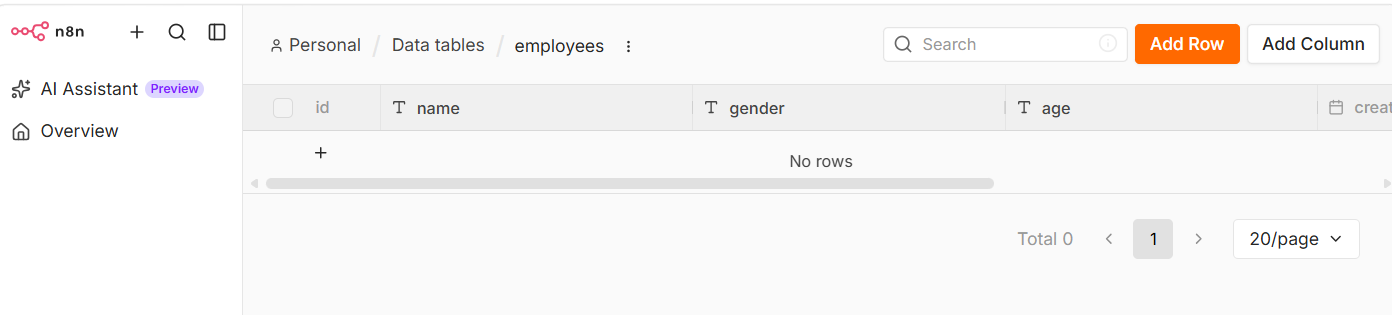 n8n
Personal / Data tables / employees
Search
Add Row
Add Column
AI Assistant Preview
Overview
id name gender age creat
No rows
Total 0 1 20/page